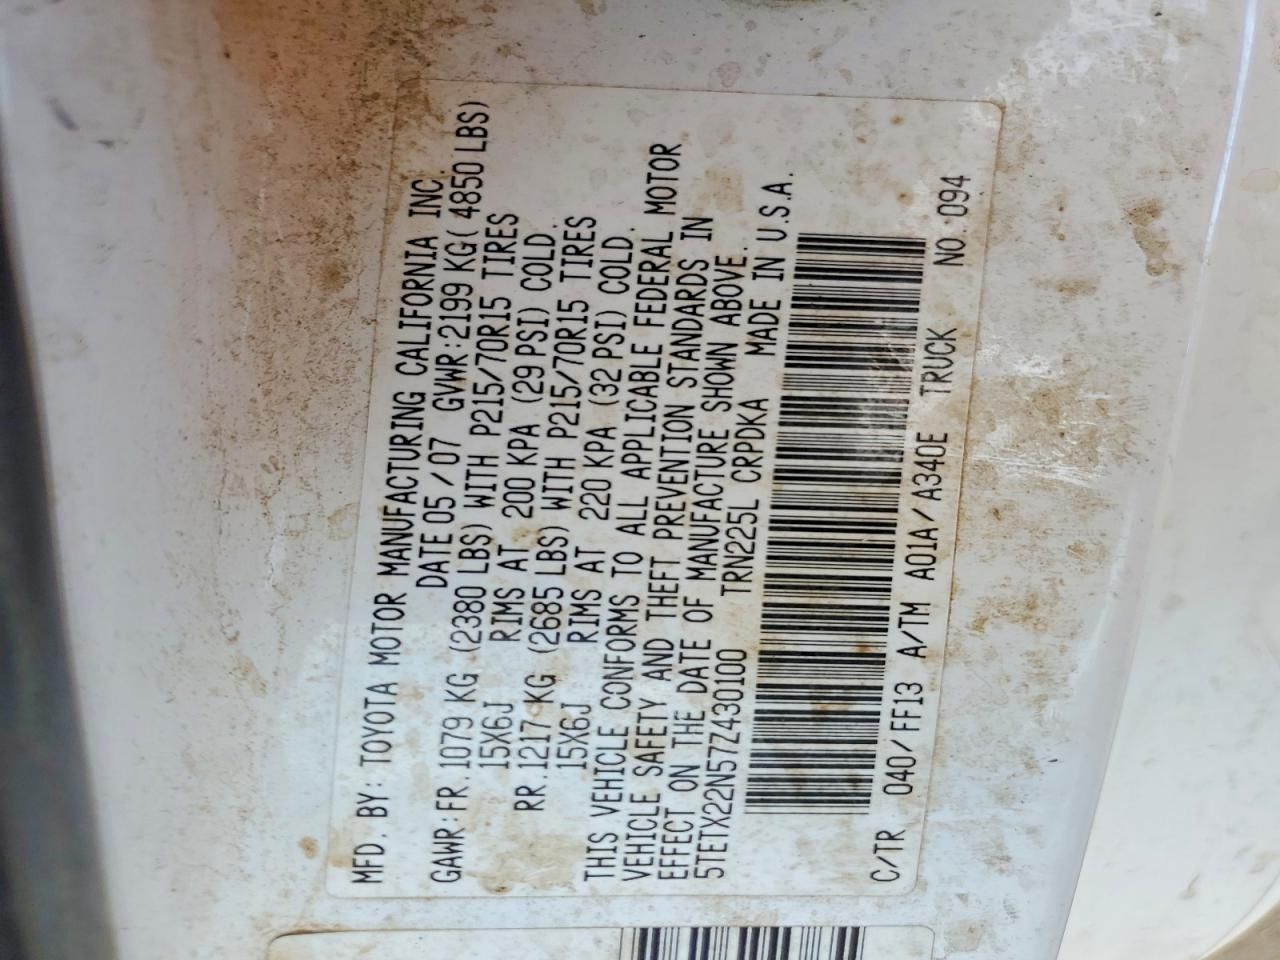 MFD. BY: TOYOTA MOTOR MANUFACTURING CALIFORNIA INC.
DATE 05 / 07 GVWR: 2199 KG( 4850 LBS)
GAWR: FR. 1079 KG (2380 LBS) WITH P215/70R15 TIRES
15X6J RIMS AT 200 KPA (29 PSI) COLD.
RR. 1217 KG (2685 LBS) WITH P215/70R15 TIRES
15X6J RIMS AT 220 KPA (32 PSI) COLD.
THIS VEHICLE CONFORMS TO ALL APPLICABLE FEDERAL MOTOR
VEHICLE SAFETY AND THEFT PREVENTION STANDARDS IN
EFFECT ON THE DATE OF MANUFACTURE SHOWN ABOVE.
5TETX22N57Z430100 TRN225L CRPDKA MADE IN U.S.A.
C/TR 040/FF13 A/TM A01A/A340E TRUCK NO. 094